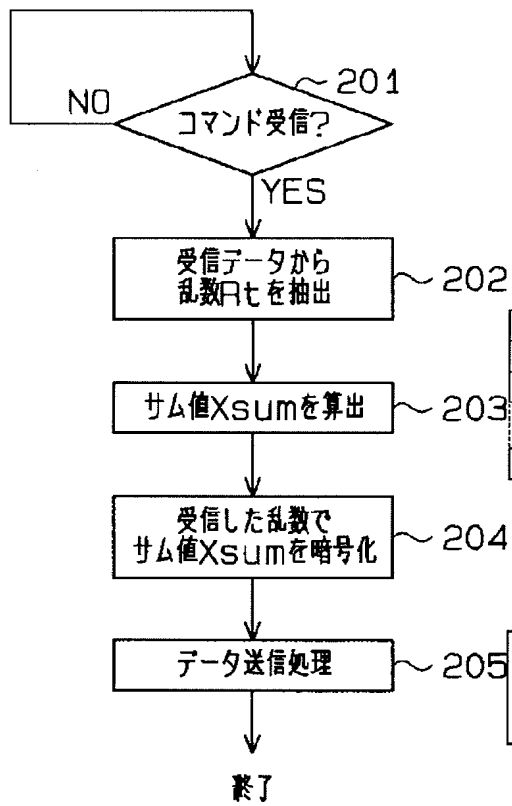 201
コマンド受信?
NO
YES
受信データから
乱数Rtを抽出
202
サム値Xsumを算出
203
受信した乱数で
サム値Xsumを暗号化
204
データ送信処理
205
終了